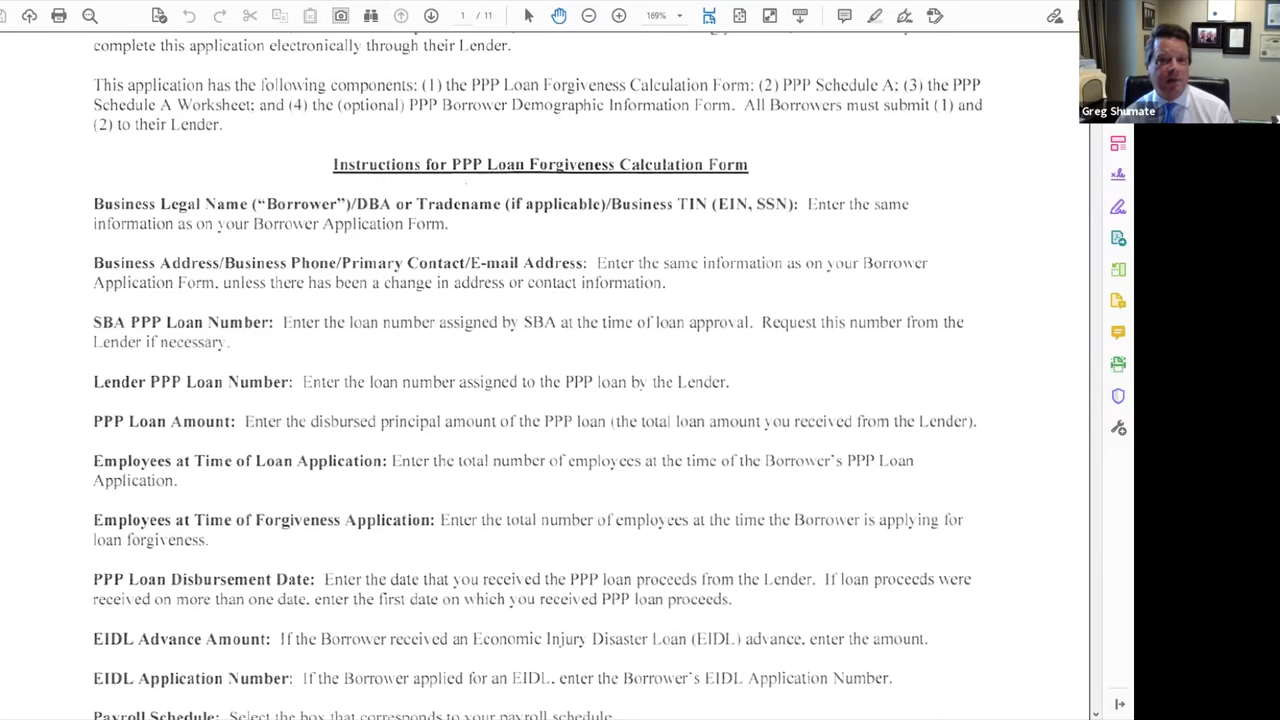 1 / 11
169%
complete this application electronically through their Lender.
This application has the following components: (1) the PPP Loan Forgiveness Calculation Form; (2) PPP Schedule A; (3) the PPP
Schedule A Worksheet; and (4) the (optional) PPP Borrower Demographic Information Form. All Borrowers must submit (1) and
(2) to their Lender.
Instructions for PPP Loan Forgiveness Calculation Form
Business Legal Name (“Borrower”)/DBA or Tradename (if applicable)/Business TIN (EIN, SSN): Enter the same
information as on your Borrower Application Form.
Business Address/Business Phone/Primary Contact/E-mail Address: Enter the same information as on your Borrower
Application Form, unless there has been a change in address or contact information.
SBA PPP Loan Number: Enter the loan number assigned by SBA at the time of loan approval. Request this number from the
Lender if necessary.
Lender PPP Loan Number: Enter the loan number assigned to the PPP loan by the Lender.
PPP Loan Amount: Enter the disbursed principal amount of the PPP loan (the total loan amount you received from the Lender).
Employees at Time of Loan Application: Enter the total number of employees at the time of the Borrower’s PPP Loan
Application.
Employees at Time of Forgiveness Application: Enter the total number of employees at the time the Borrower is applying for
loan forgiveness.
PPP Loan Disbursement Date: Enter the date that you received the PPP loan proceeds from the Lender. If loan proceeds were
received on more than one date, enter the first date on which you received PPP loan proceeds.
EIDL Advance Amount: If the Borrower received an Economic Injury Disaster Loan (EIDL) advance, enter the amount.
EIDL Application Number: If the Borrower applied for an EIDL, enter the Borrower’s EIDL Application Number.
Payroll Schedule: Select the box that corresponds to your payroll schedule.
Greg Shumate